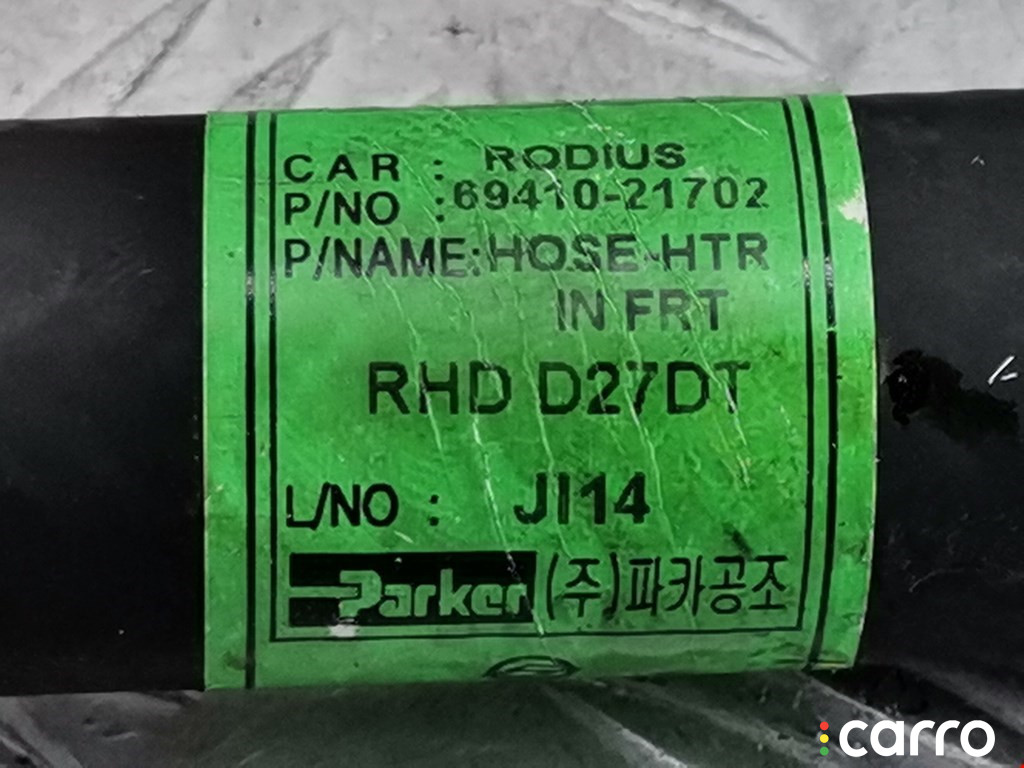 CAR : RODIUS
P/NO : 69410-21702
P/NAME: HOSE-HTR
IN FRT
RHD D27DT
L/NO : JI14
Parker (주)파카공조
carro